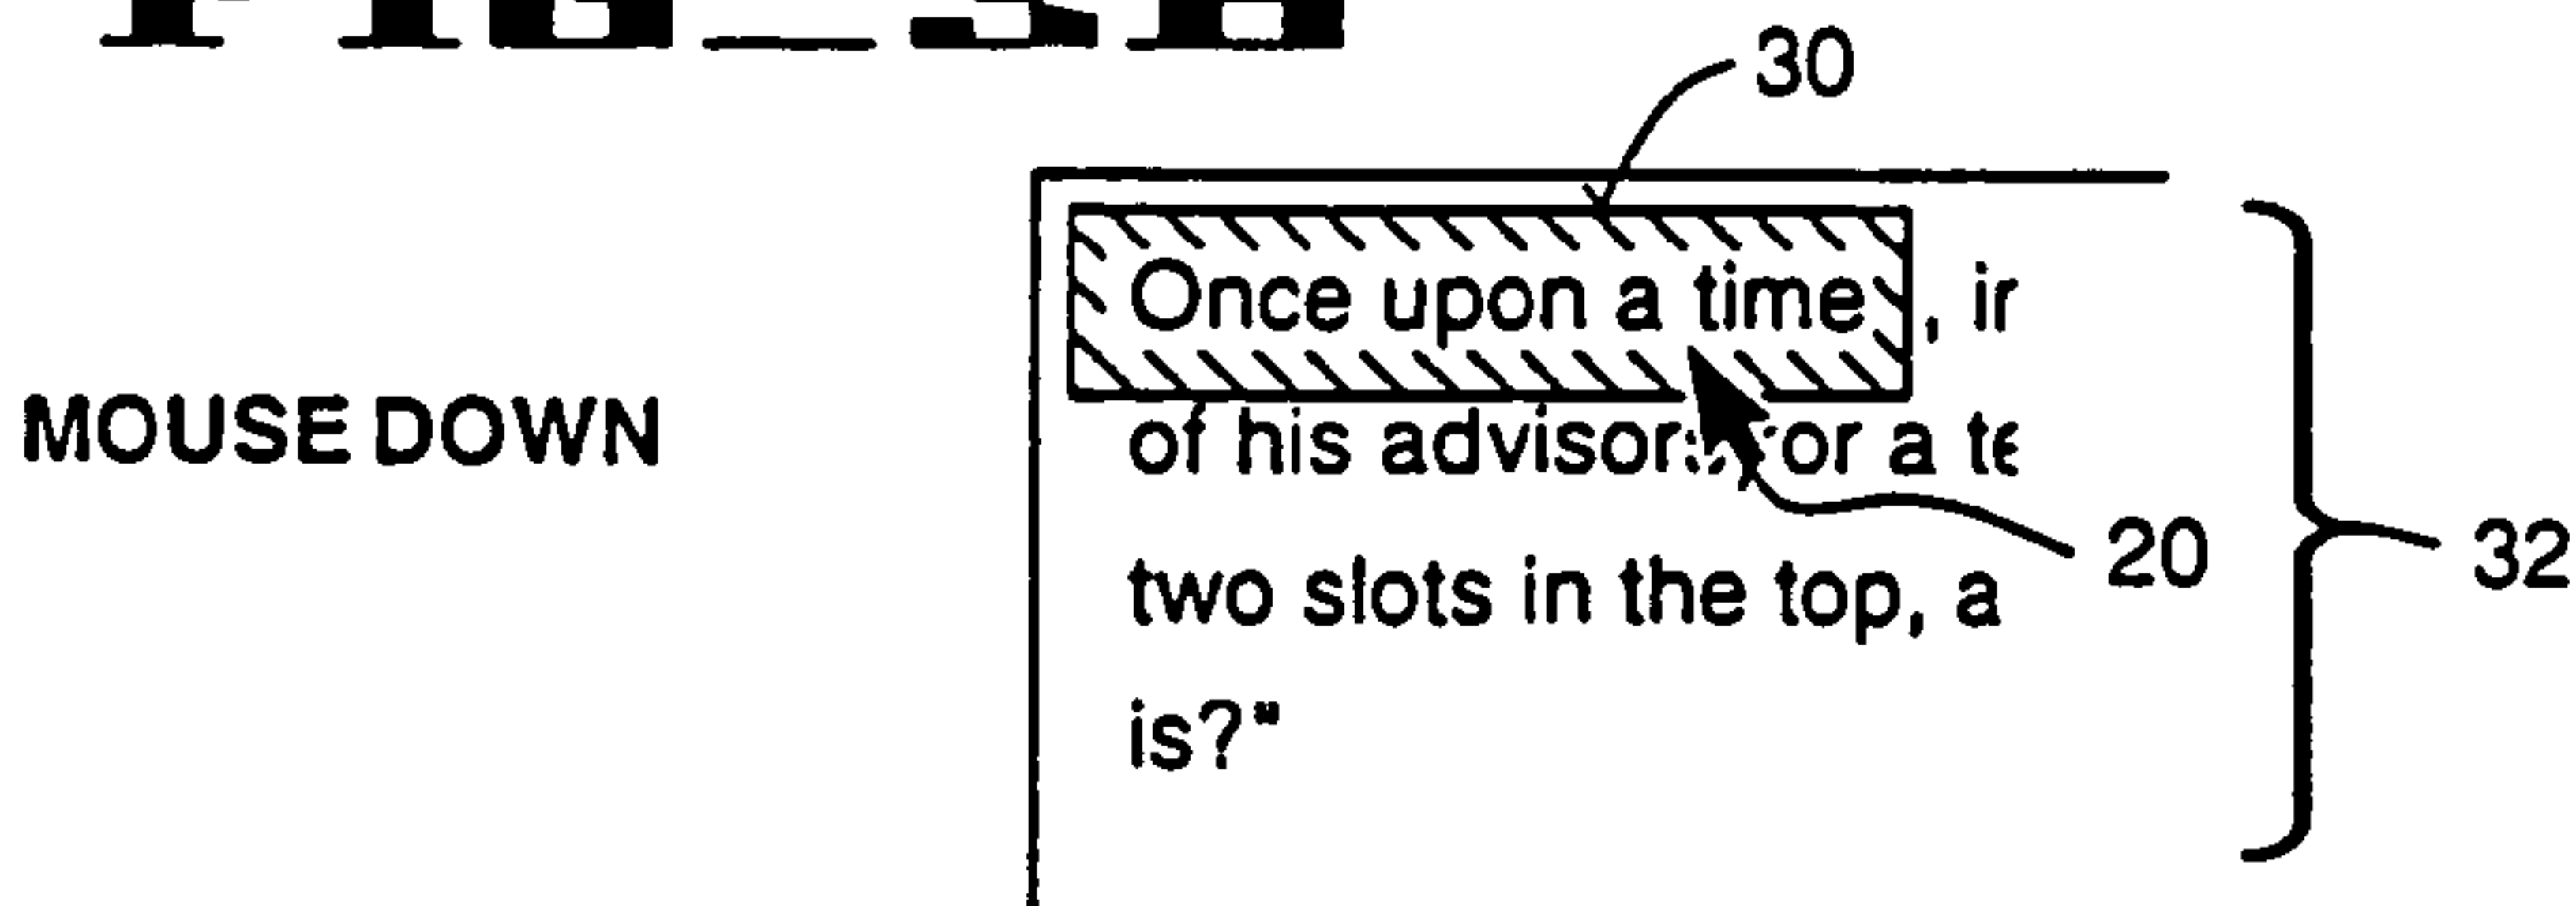 30
Once upon a time, ir
MOUSE DOWN
of his advisor or a te
20
32
two slots in the top, a
is?"